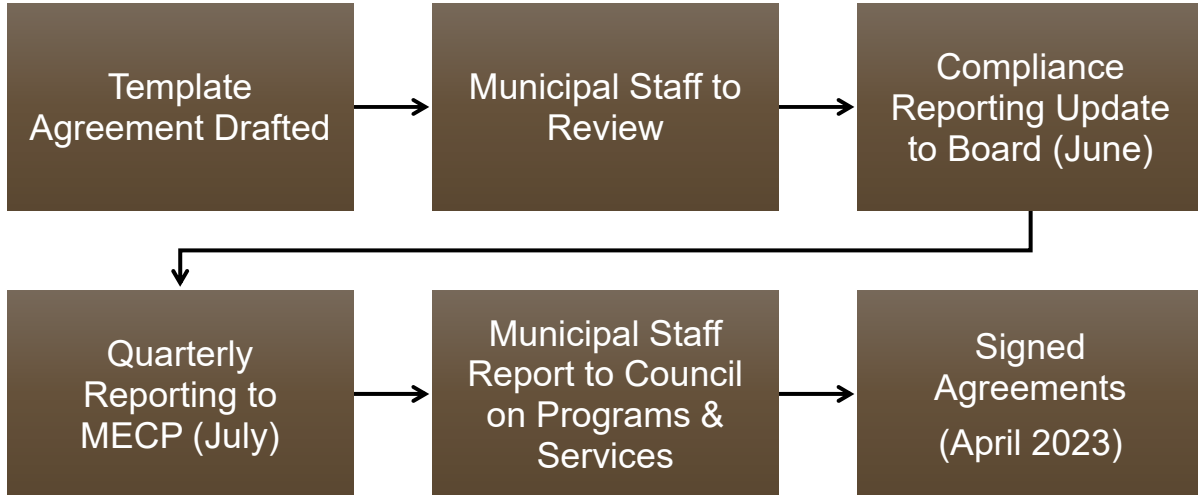 Template
Agreement Drafted
Municipal Staff to
Review
Compliance
Reporting Update
to Board (June)
Quarterly
Reporting to
MECP (July)
Municipal Staff
Report to Council
on Programs &
Services
Signed
Agreements
(April 2023)